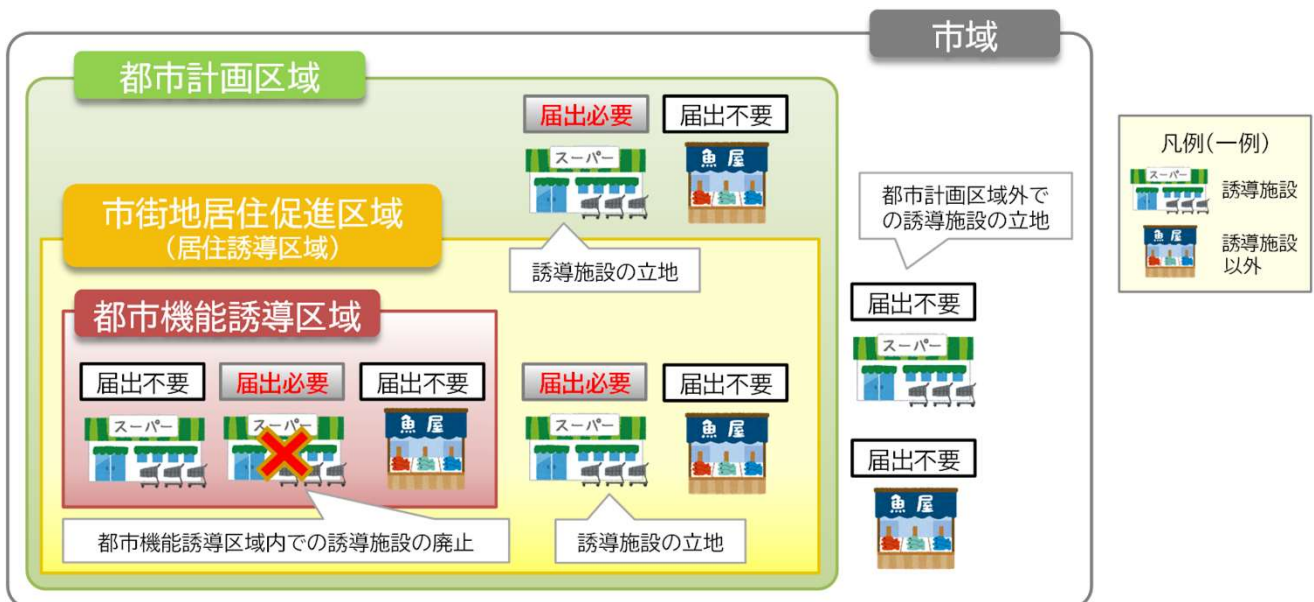 市域
都市計画区域
届出必要
届出不要
スーパー
魚屋
凡例(一例)
スーパー
誘導施設
魚屋
誘導施設
以外
市街地居住促進区域
(居住誘導区域)
誘導施設の立地
都市計画区域外で
の誘導施設の立地
都市機能誘導区域
届出不要
スーパー
届出不要
届出必要
届出不要
届出必要
届出不要
スーパー
スーパー
魚屋
スーパー
魚屋
届出不要
魚屋
都市機能誘導区域内での誘導施設の廃止
誘導施設の立地